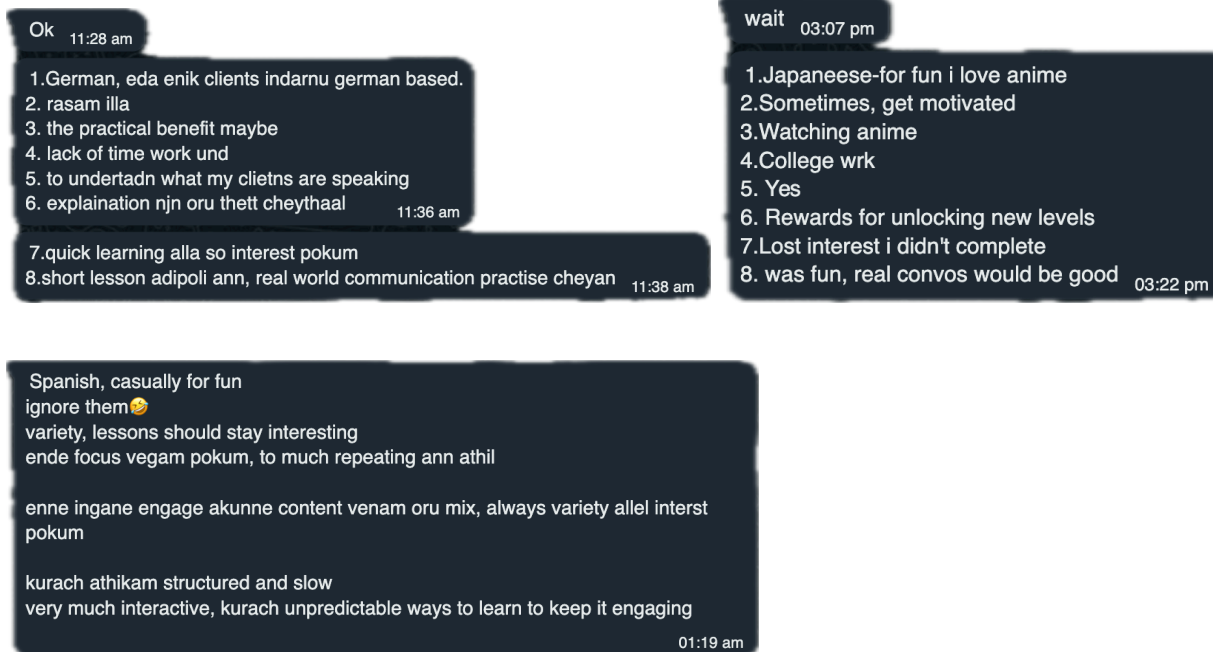 Ok
11:28 am
1.German, eda enik clients indarnu german based.
2. rasam illa
3. the practical benefit maybe
4. lack of time work und
5. to undertadn what my clietns are speaking
6. explaination njn oru thett cheythaal
11:36 am
7.quick learning alla so interest pokum
8.short lesson adipoli ann, real world communication practise cheyan
11:38 am
wait
03:07 pm
1.Japaneese-for fun i love anime
2.Sometimes, get motivated
3.Watching anime
4.College wrk
5. Yes
6. Rewards for unlocking new levels
7.Lost interest i didn't complete
8. was fun, real convos would be good
03:22 pm
Spanish, casually for fun
ignore them🤣
variety, lessons should stay interesting
ende focus vegam pokum, to much repeating ann athil
enne ingane engage akunne content venam oru mix, always variety allel interst
pokum
kurach athikam structured and slow
very much interactive, kurach unpredictable ways to learn to keep it engaging
01:19 am